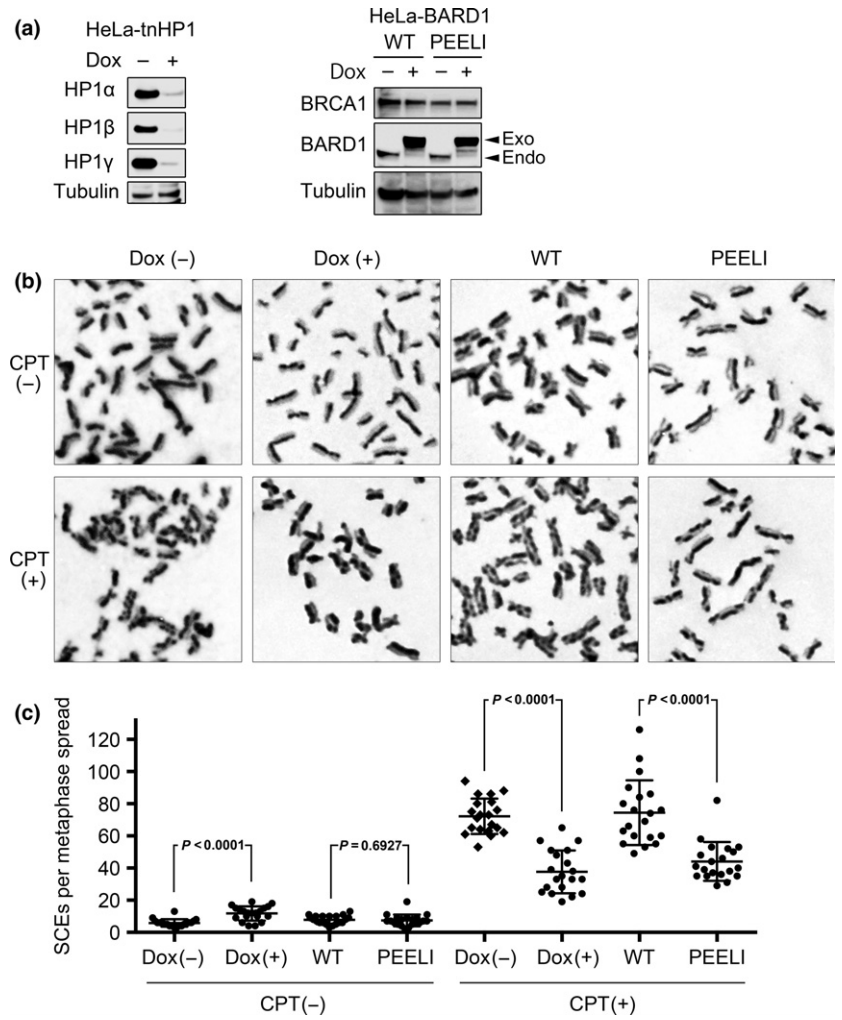 (a)
HeLa-tnHP1
Dox – +
HP1α
HP1β
HP1γ
Tubulin
HeLa-BARD1
WT PEELI
Dox – + – +
BRCA1
BARD1
Exo
Endo
Tubulin
(b)
Dox (–) Dox (+) WT PEELI
CPT
(–)
CPT
(+)
(c)
SCEs per metaphase spread
120
100
80
60
40
20
0
P < 0.0001
P = 0.6927
P < 0.0001
P < 0.0001
Dox(–) Dox(+) WT PEELI Dox(–) Dox(+) WT PEELI
CPT(–) CPT(+)